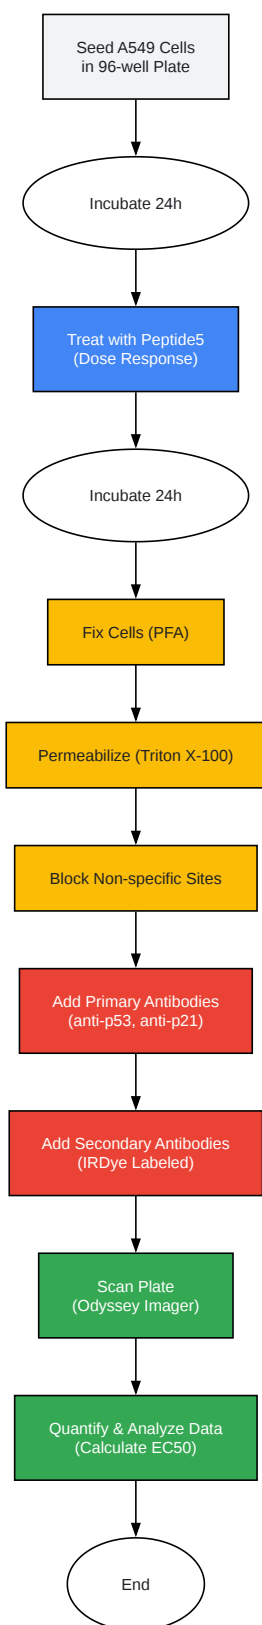 Seed A549 Cells
in 96-well Plate
Incubate 24h
Treat with Peptide5
(Dose Response)
Incubate 24h
Fix Cells (PFA)
Permeabilize (Triton X-100)
Block Non-specific Sites
Add Primary Antibodies
(anti-p53, anti-p21)
Add Secondary Antibodies
(IRDye Labeled)
Scan Plate
(Odyssey Imager)
Quantify & Analyze Data
(Calculate EC50)
End